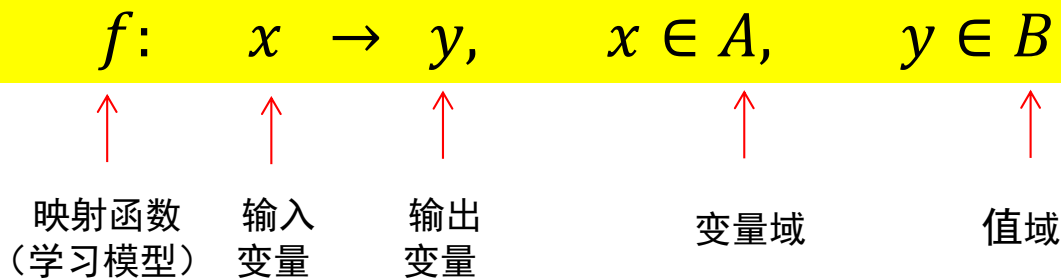 f: x → y, x ∈ A, y ∈ B
映射函数 输入 输出 变量域 值域
（学习模型） 变量 变量